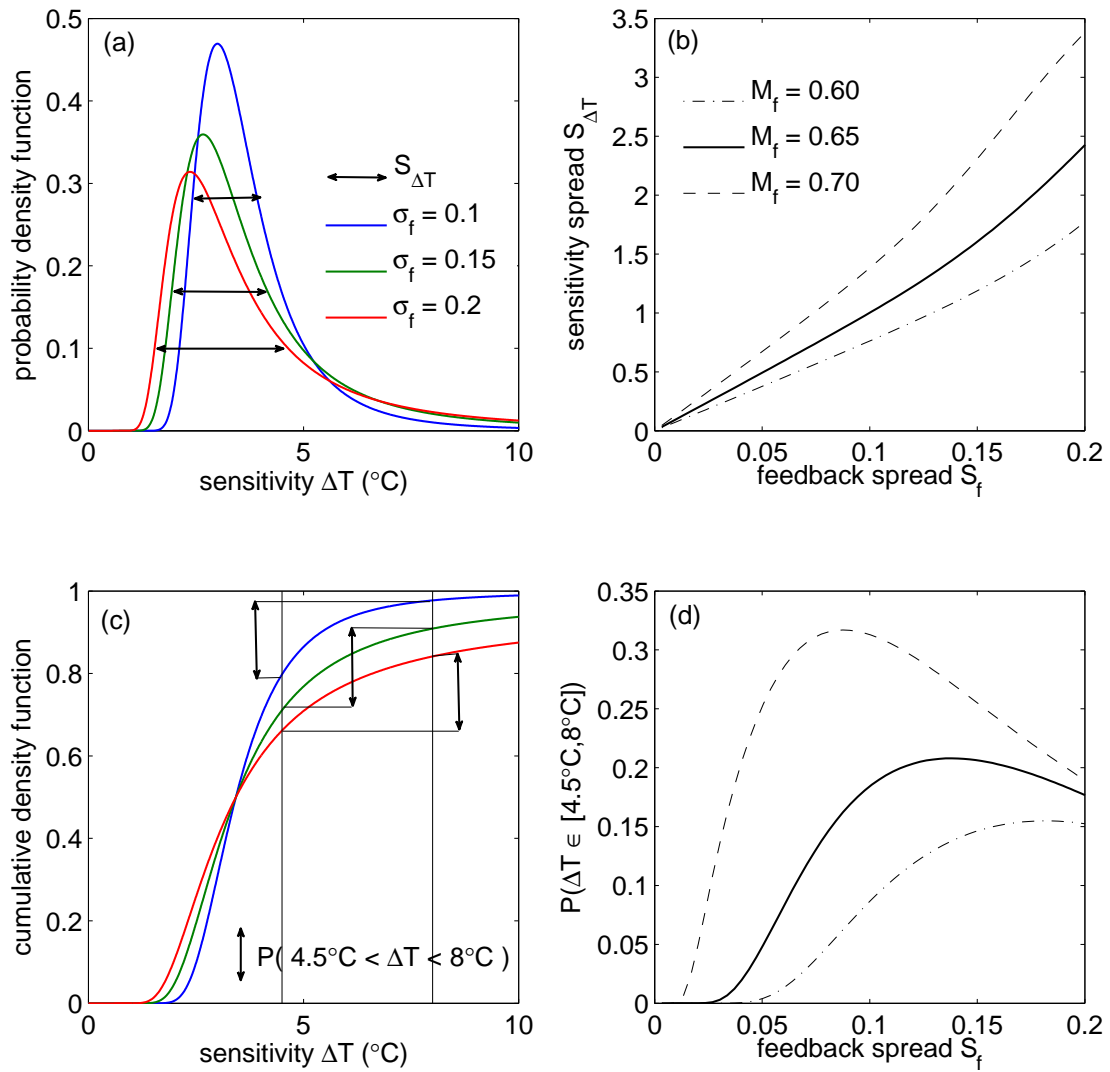 (a)
probability density function
0.5
0.4
0.3
0.2
0.1
0
0
5
10
sensitivity ΔT (°C)
S_ΔT
σ_f = 0.1
σ_f = 0.15
σ_f = 0.2
(b)
sensitivity spread S_ΔT
3.5
3
2.5
2
1.5
1
0.5
0
0
0.05
0.1
0.15
0.2
feedback spread S_f
M_f = 0.60
M_f = 0.65
M_f = 0.70
(c)
cumulative density function
1
0.8
0.6
0.4
0.2
0
0
5
10
sensitivity ΔT (°C)
P( 4.5°C < ΔT < 8°C )
(d)
P(ΔT ∈ [4.5°C,8°C])
0.35
0.3
0.25
0.2
0.15
0.1
0.05
0
0
0.05
0.1
0.15
0.2
feedback spread S_f